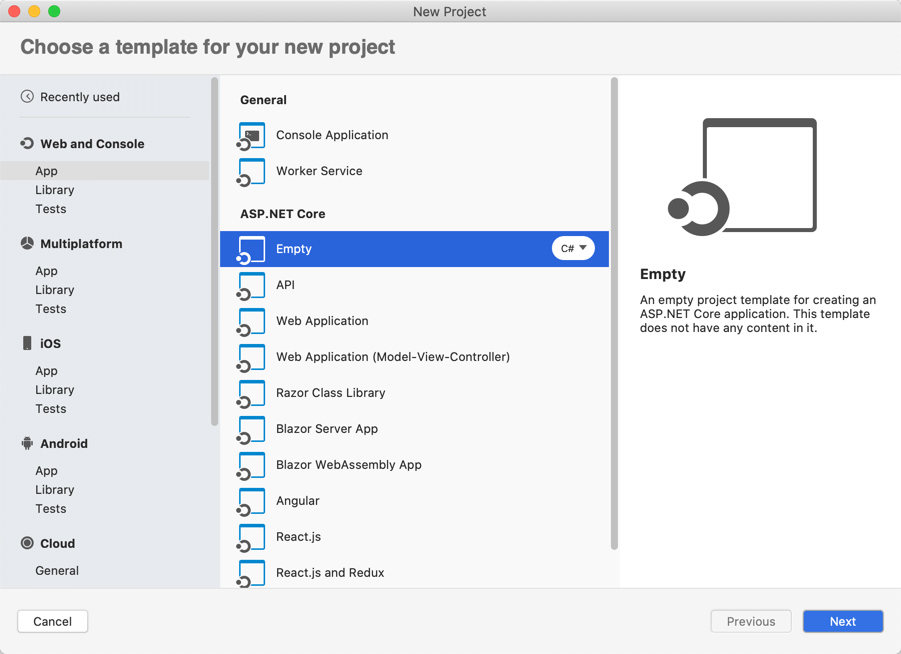 New Project
Choose a template for your new project
Recently used
Web and Console
App
Library
Tests
Multiplatform
App
Library
Tests
iOS
App
Library
Tests
Android
App
Library
Tests
Cloud
General
General
Console Application
Worker Service
ASP.NET Core
Empty
C#
API
Web Application
Web Application (Model-View-Controller)
Razor Class Library
Blazor Server App
Blazor WebAssembly App
Angular
React.js
React.js and Redux
Empty
An empty project template for creating an
ASP.NET Core application. This template
does not have any content in it.
Cancel
Previous
Next